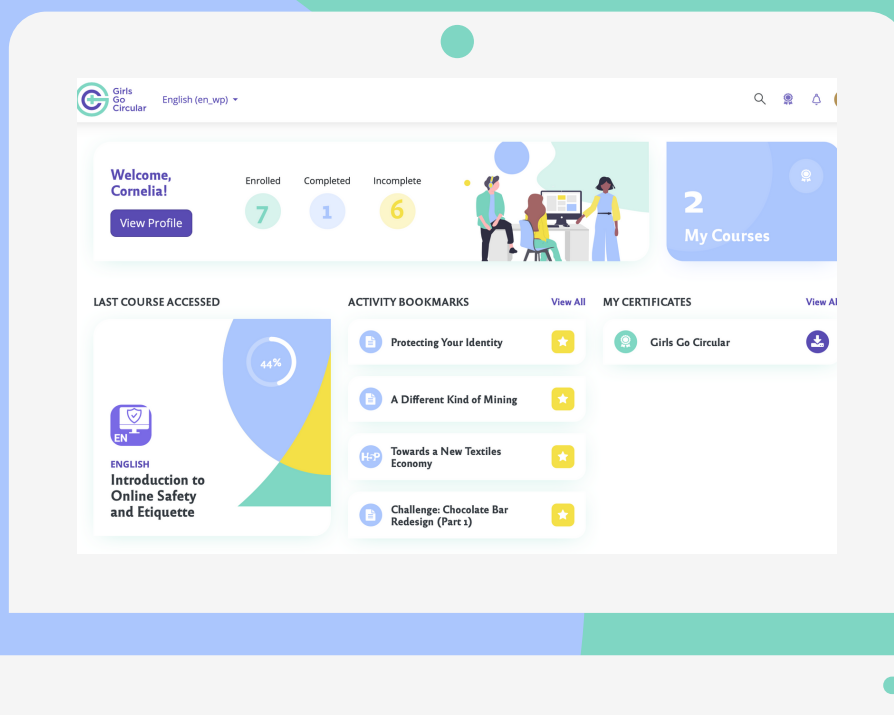 Girls
Go
Circular
English (en_wp)
Welcome,
Cornelia!
View Profile
Enrolled
Completed
Incomplete
7
1
6
2
My Courses
LAST COURSE ACCESSED
44%
EN
ENGLISH
Introduction to
Online Safety
and Etiquette
ACTIVITY BOOKMARKS
View All
Protecting Your Identity
A Different Kind of Mining
H-P
Towards a New Textiles
Economy
Challenge: Chocolate Bar
Redesign (Part 1)
MY CERTIFICATES
View Al
Girls Go Circular